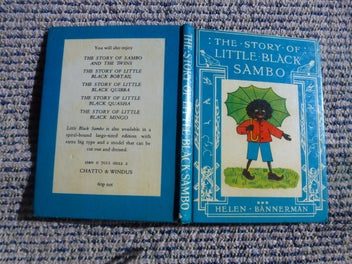 You will also enjoy
THE STORY OF SAMBO
AND THE TWINS
THE STORY OF LITTLE
BLACK BOBTAIL
THE STORY OF LITTLE
BLACK QUIBBA
THE STORY OF LITTLE
BLACK QUASHA
THE STORY OF LITTLE
BLACK MINGO
Little Black Sambo is also available in a
spiral-bound large-sized edition with
extra big type and a model that can be
cut out and dressed.
CHATTO & WINDUS
THE STORY OF LITTLE BLACK SAMBO
THE · STORY · OF
LITTLE · BLACK
SAMBO
HELEN · BANNERMAN